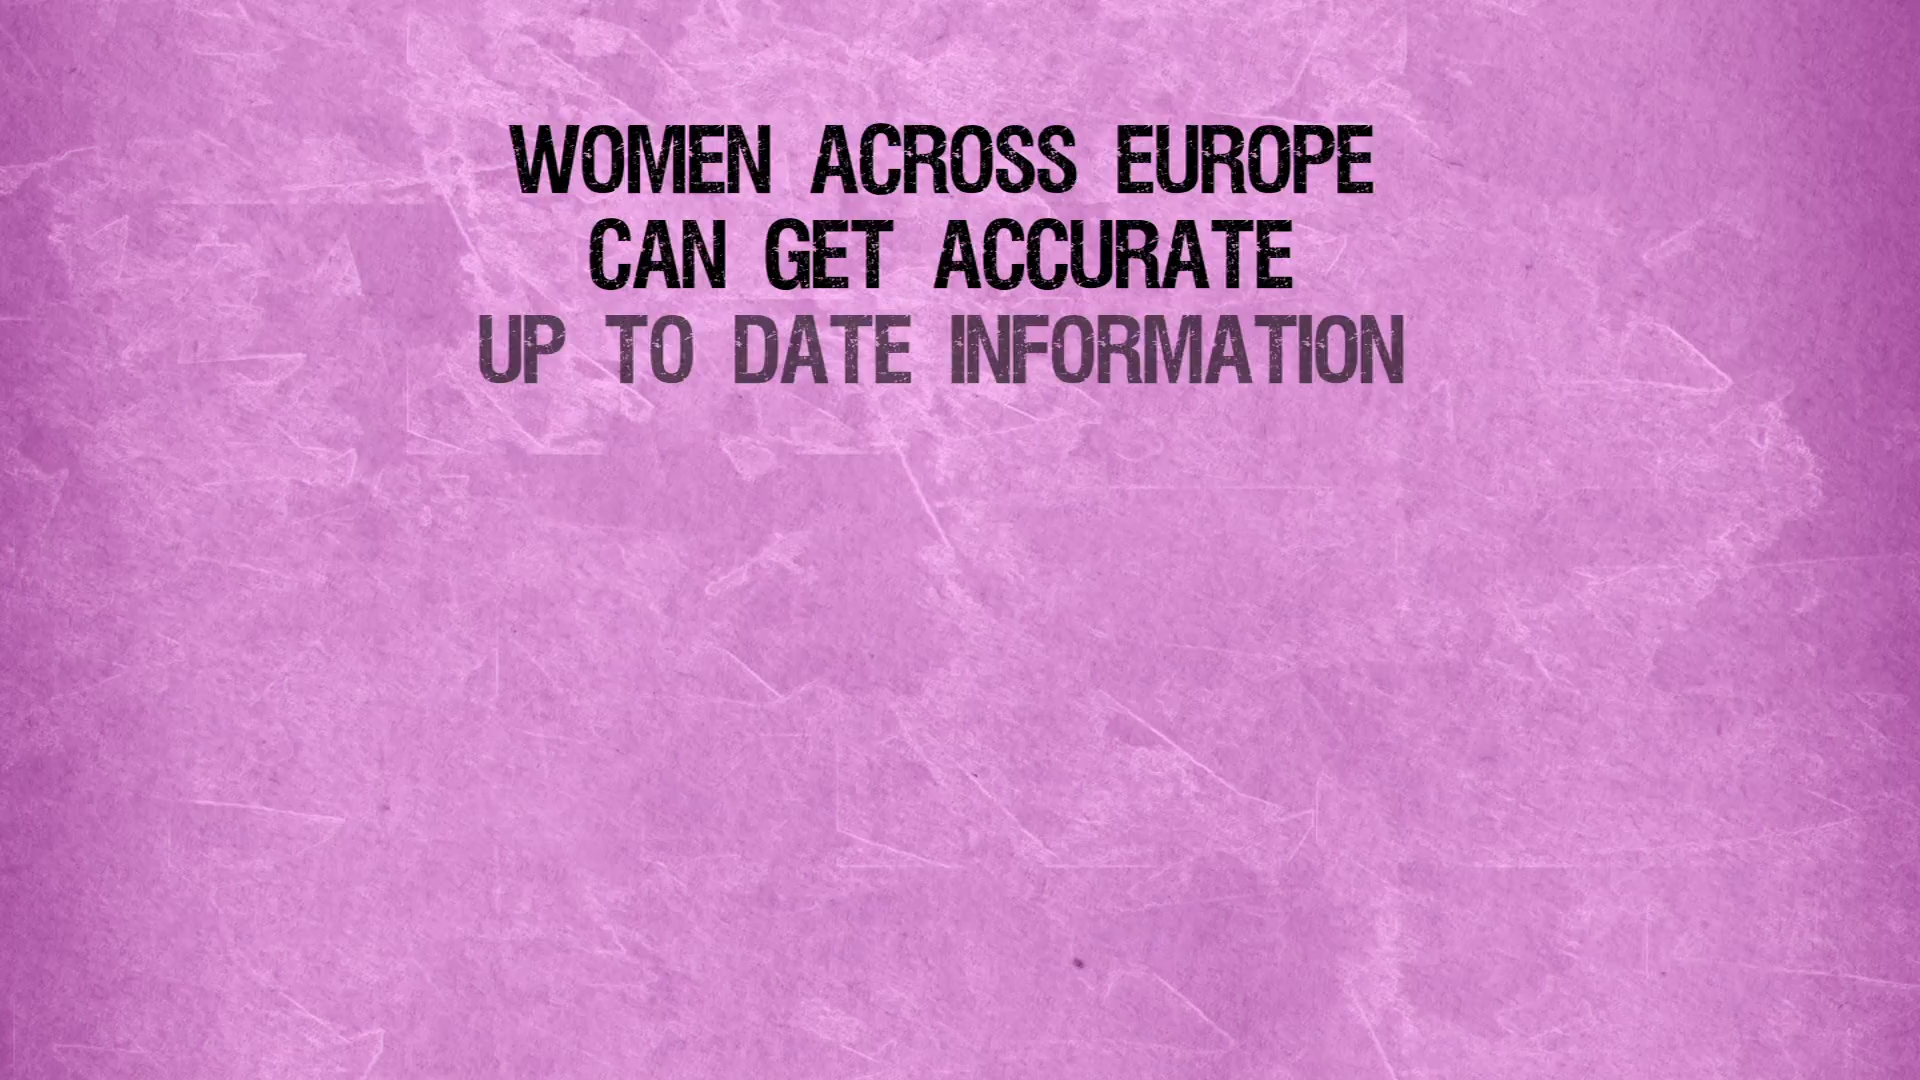 WOMEN ACROSS EUROPE
CAN GET ACCURATE
UP TO DATE INFORMATION